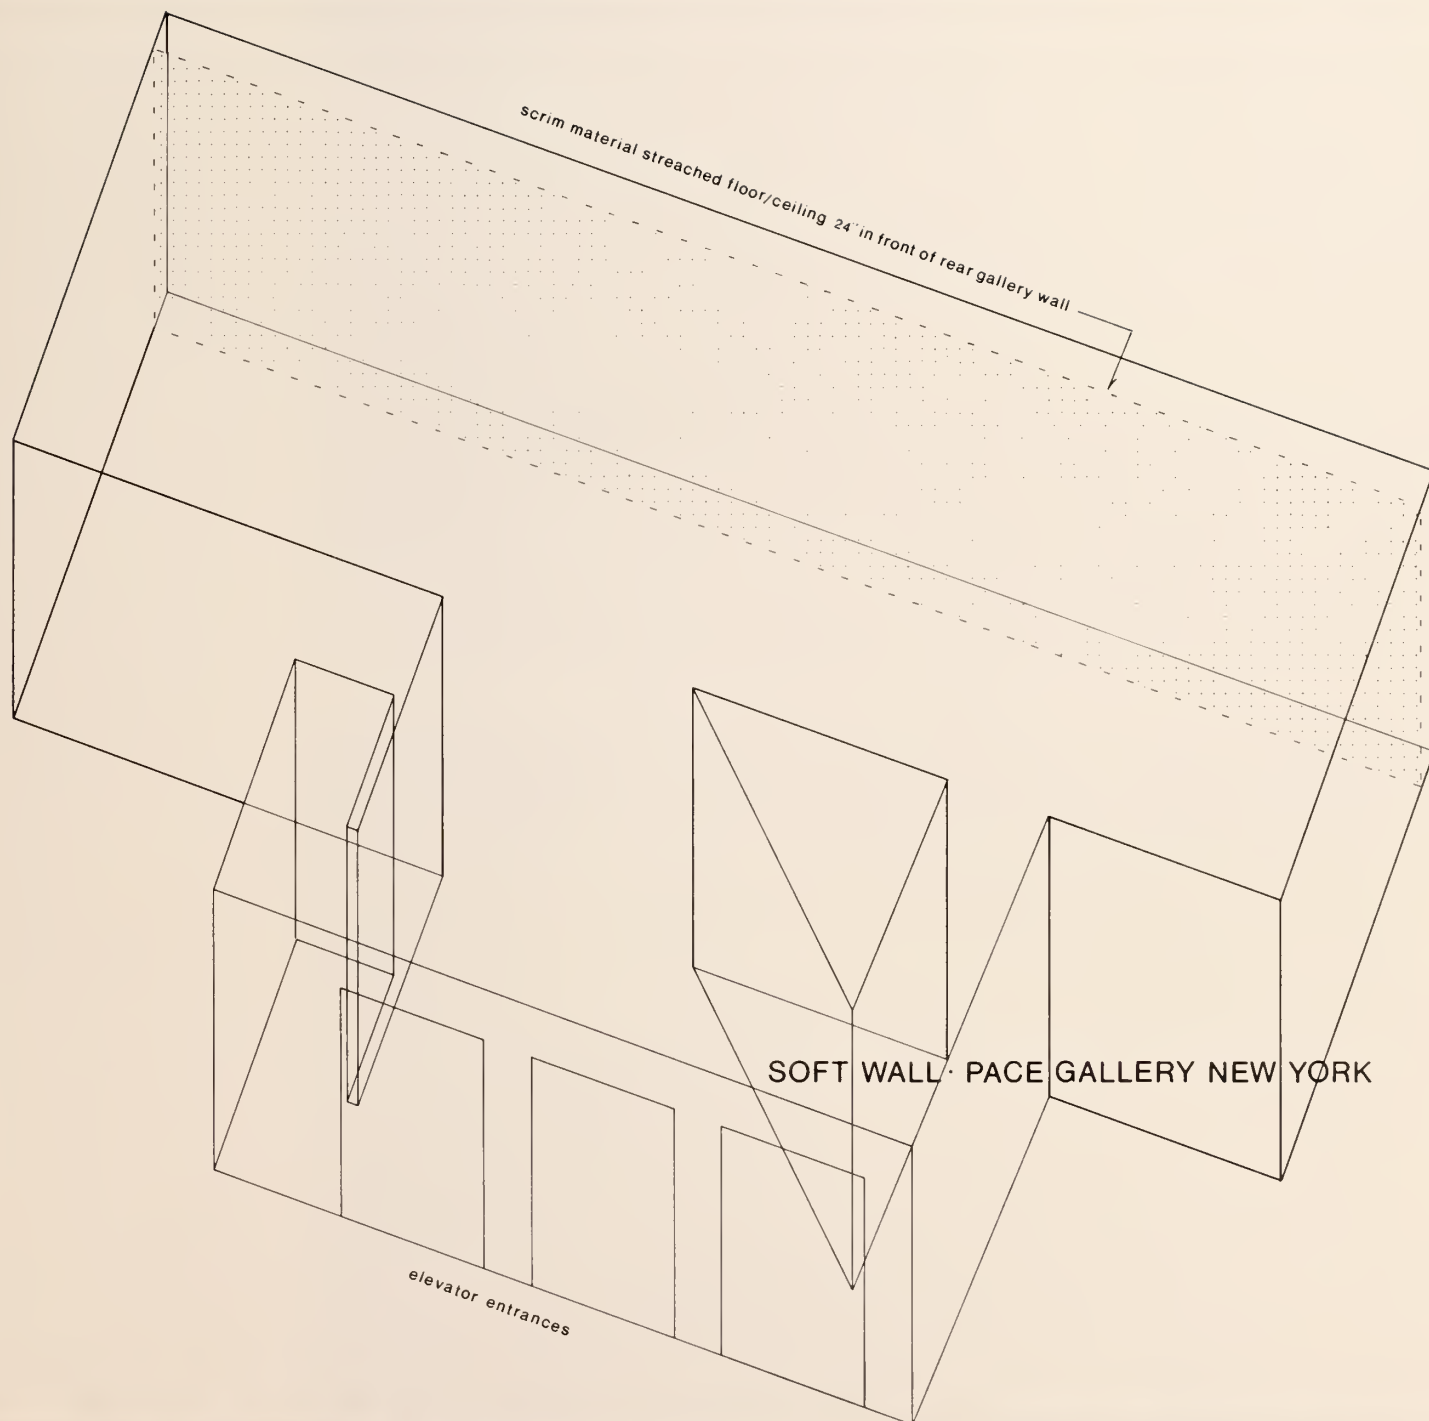 scrim material streached floor/ceiling 24" in front of rear gallery wall
SOFT WALL · PACE GALLERY NEW YORK
elevator entrances